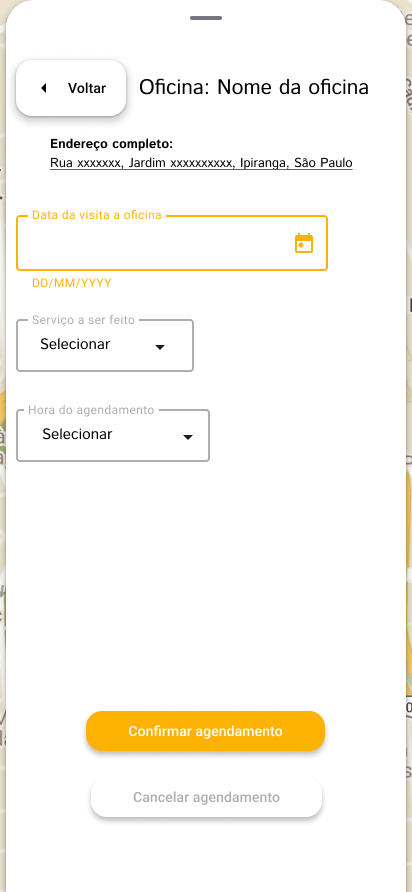 Voltar
Oficina: Nome da oficina
Endereço completo:
Rua xxxxxxx, Jardim xxxxxxxxxx, Ipiranga, São Paulo
Data da visita a oficina
DD/MM/YYYY
Serviço a ser feito
Selecionar
Hora do agendamento
Selecionar
Confirmar agendamento
Cancelar agendamento